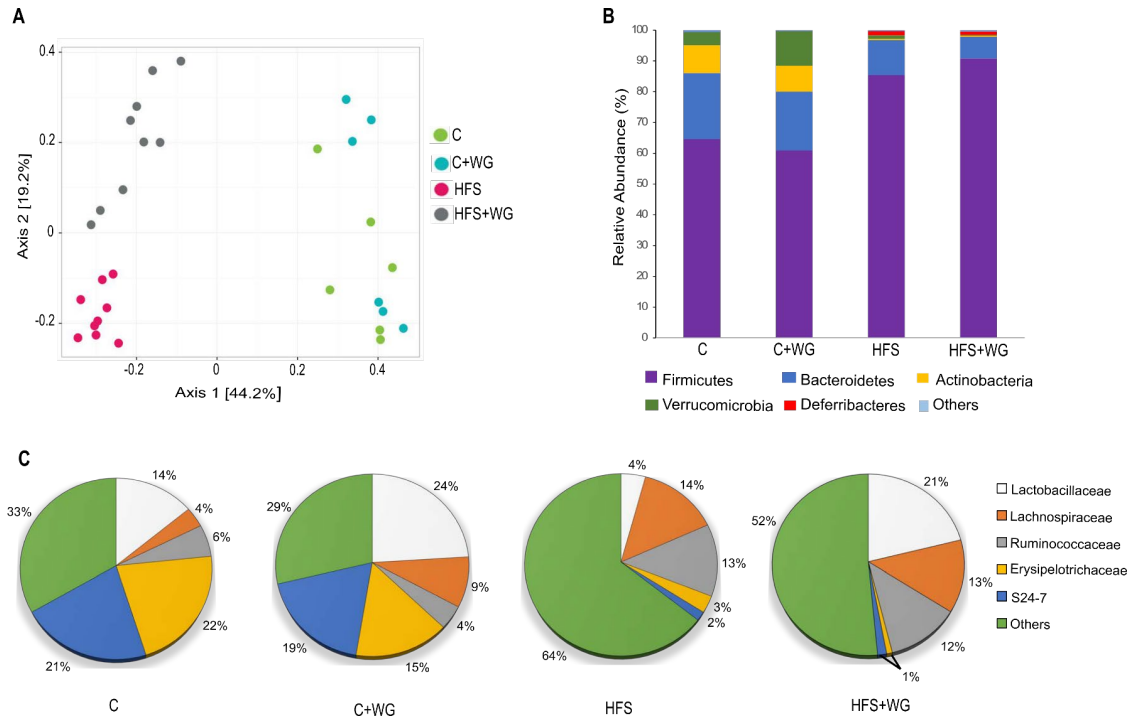 A
0.4
0.2
0
-0.2
Axis 2 [19.2%]
-0.2
0
0.2
0.4
Axis 1 [44.2%]
C
C+WG
HFS
HFS+WG
B
100
90
80
70
60
50
40
30
20
10
0
Relative Abundance (%)
C
C+WG
HFS
HFS+WG
Firmicutes
Bacteroidetes
Actinobacteria
Verrucomicrobia
Deferribacteres
Others
C
14%
4%
6%
22%
21%
33%
C
24%
9%
4%
15%
19%
29%
C+WG
4%
14%
13%
3%
2%
64%
HFS
21%
13%
12%
1%
52%
HFS+WG
Lactobacillaceae
Lachnospiraceae
Ruminococcaceae
Erysipelotrichaceae
S24-7
Others